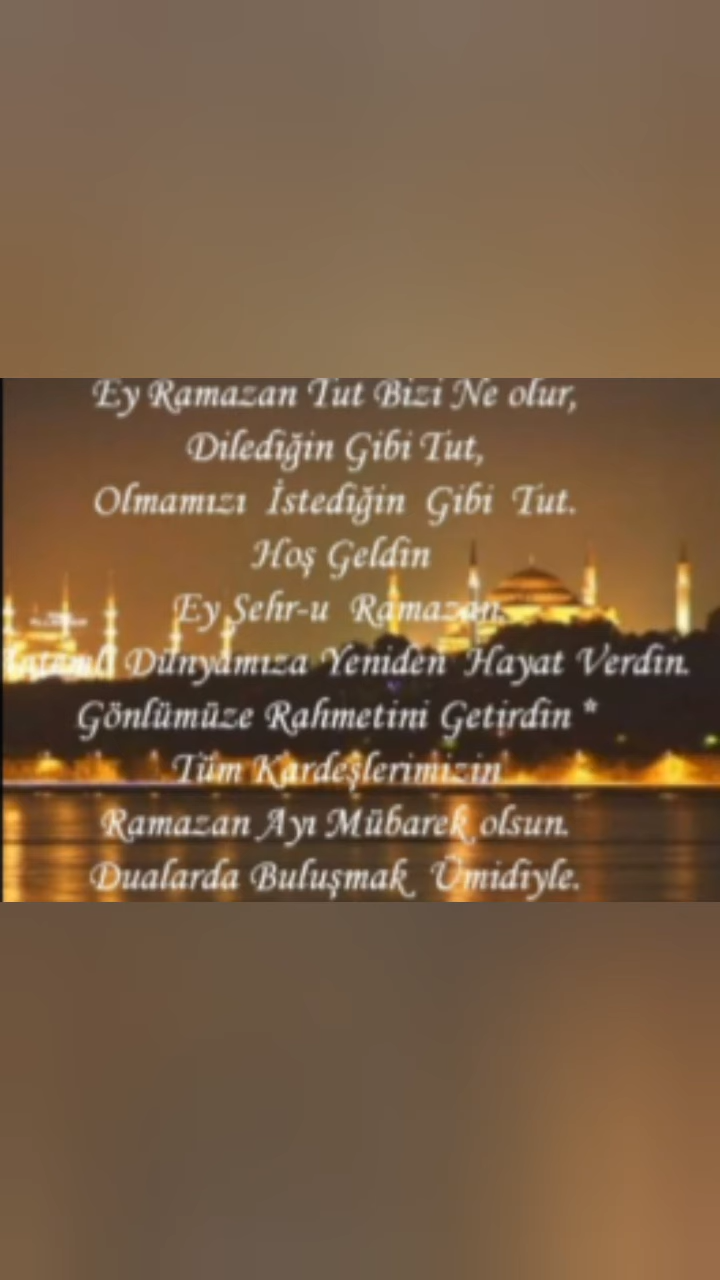 Ey Ramazan Tut Bizi Ne olur,
Dilediğin Gibi Tut,
Olmamızı İstediğin Gibi Tut.
Hoş Geldin
Ey Sehr-u Ramazan.
Dünyamıza Yeniden Hayat Verdin.
Gönlümüze Rahmetini Getirdin *
Tüm Kardeşlerimizin
Ramazan Ayı Mübarek olsun.
Dualarda Buluşmak Ümidiyle.